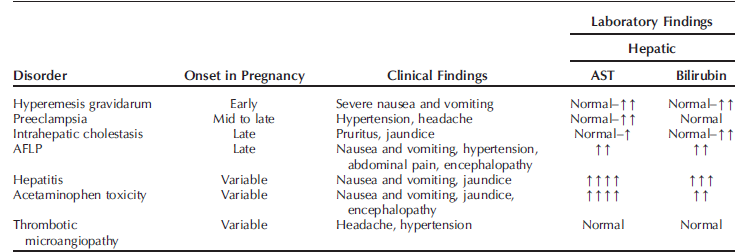 Laboratory Findings
Hepatic
Disorder Onset in Pregnancy Clinical Findings AST Bilirubin
Hyperemesis gravidarum Early Severe nausea and vomiting Normal–↑↑ Normal–↑↑
Preeclampsia Mid to late Hypertension, headache Normal–↑↑ Normal
Intrahepatic cholestasis Late Pruritus, jaundice Normal–↑ Normal–↑↑
AFLP Late Nausea and vomiting, hypertension, ↑↑ ↑↑
abdominal pain, encephalopathy
Hepatitis Variable Nausea and vomiting, jaundice ↑↑↑↑ ↑↑↑
Acetaminophen toxicity Variable Nausea and vomiting, jaundice, ↑↑↑↑ ↑↑
encephalopathy
Thrombotic Variable Headache, hypertension Normal Normal
microangiopathy